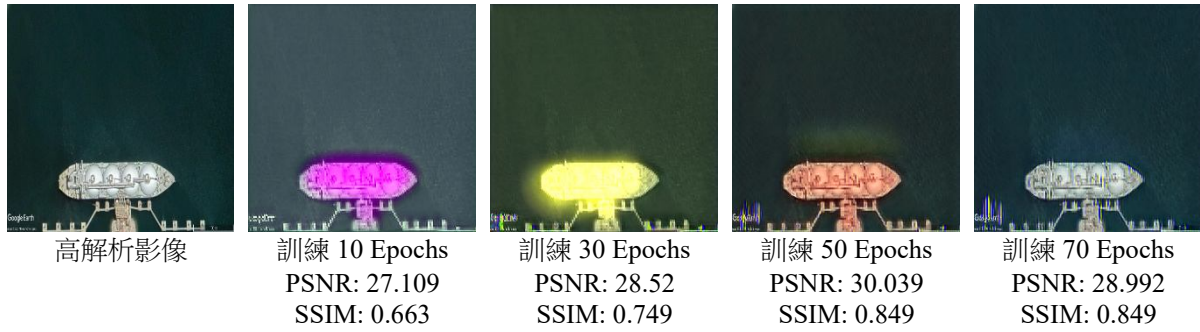 Google Earth
高解析影像
訓練 10 Epochs
PSNR: 27.109
SSIM: 0.663
訓練 30 Epochs
PSNR: 28.52
SSIM: 0.749
訓練 50 Epochs
PSNR: 30.039
SSIM: 0.849
訓練 70 Epochs
PSNR: 28.992
SSIM: 0.849